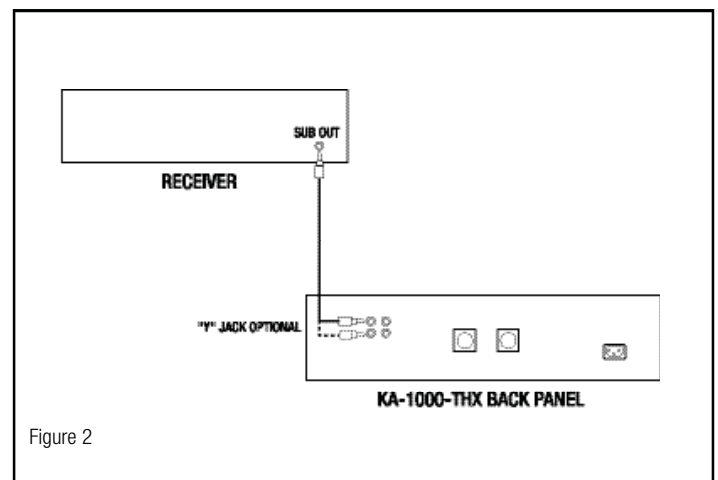 SUB OUT
RECEIVER
"Y" JACK OPTIONAL
KA-1000-THX BACK PANEL
Figure 2